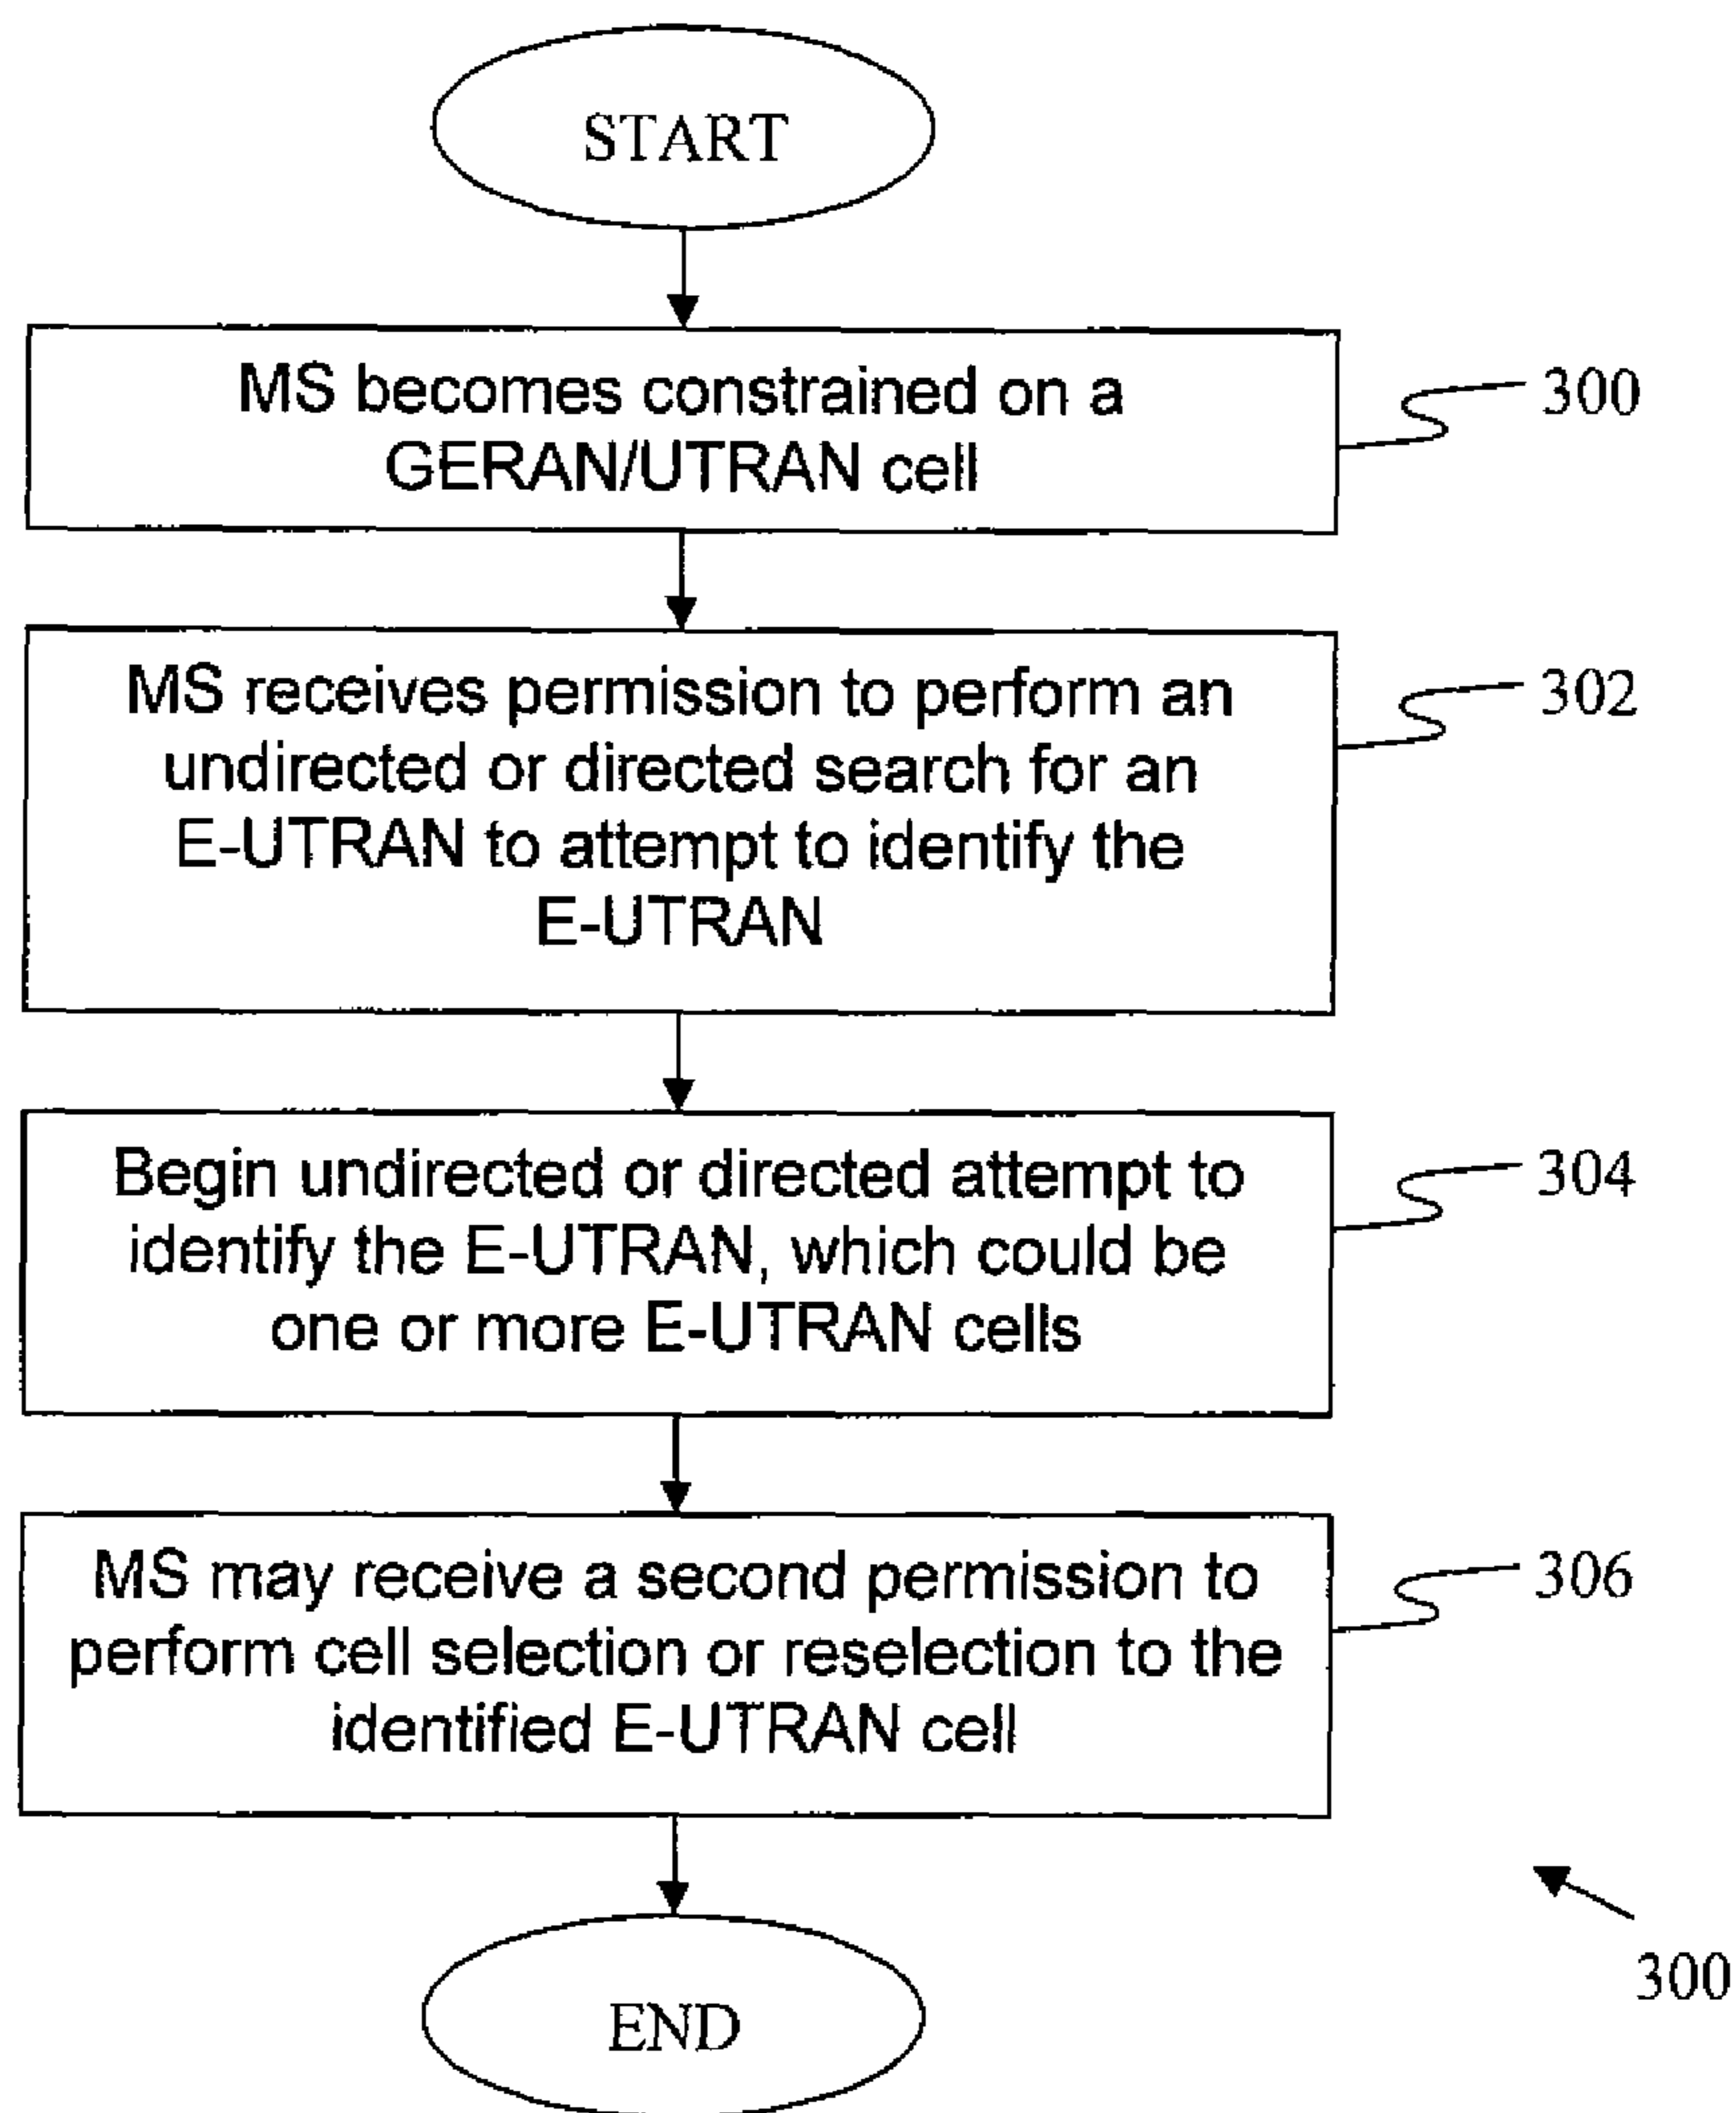 START
MS becomes constrained on a
GERAN/UTRAN cell
300
MS receives permission to perform an
undirected or directed search for an
E-UTRAN to attempt to identify the
E-UTRAN
302
Begin undirected or directed attempt to
identify the E-UTRAN, which could be
one or more E-UTRAN cells
304
MS may receive a second permission to
perform cell selection or reselection to the
identified E-UTRAN cell
306
300
END